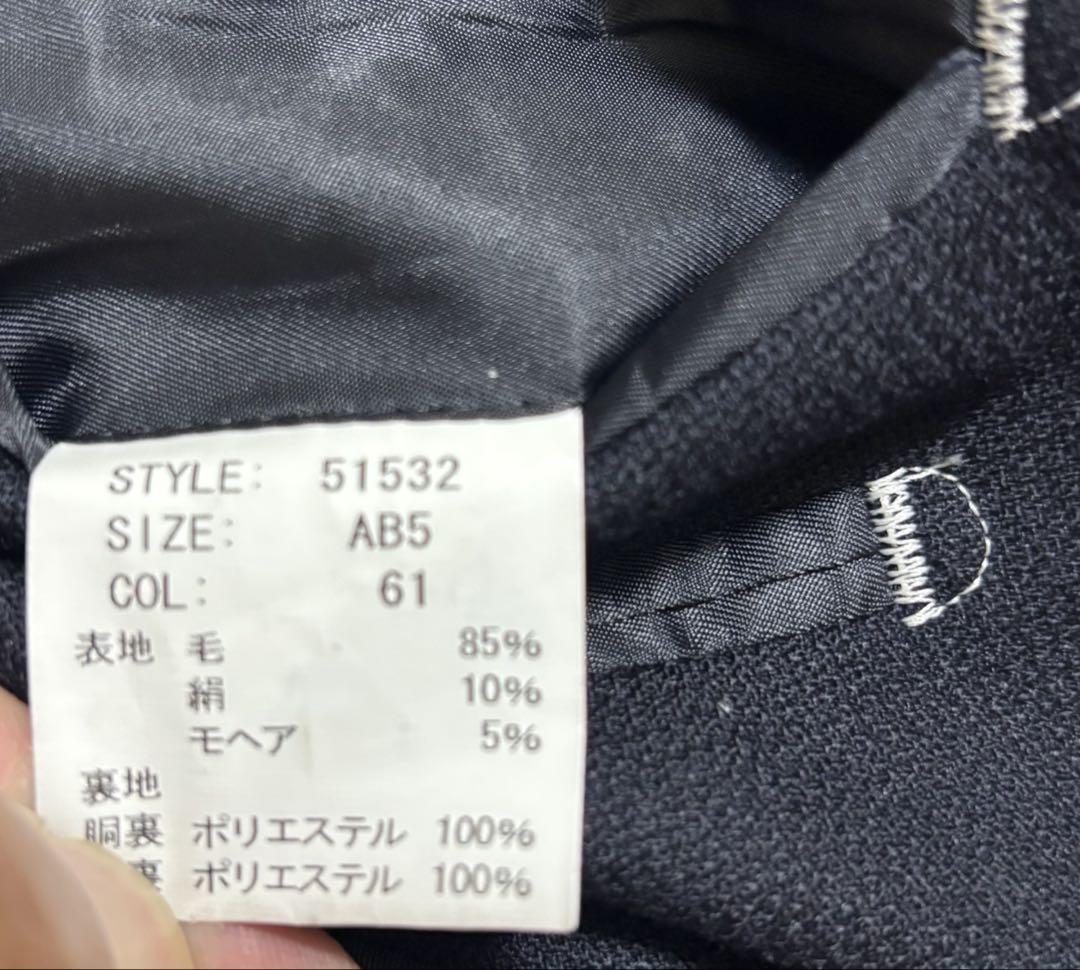 STYLE: 51532
SIZE: AB5
COL: 61
表地 毛 85%
絹 10%
モヘア 5%
裏地
胴裏 ポリエステル 100%
裏 ポリエステル 100%